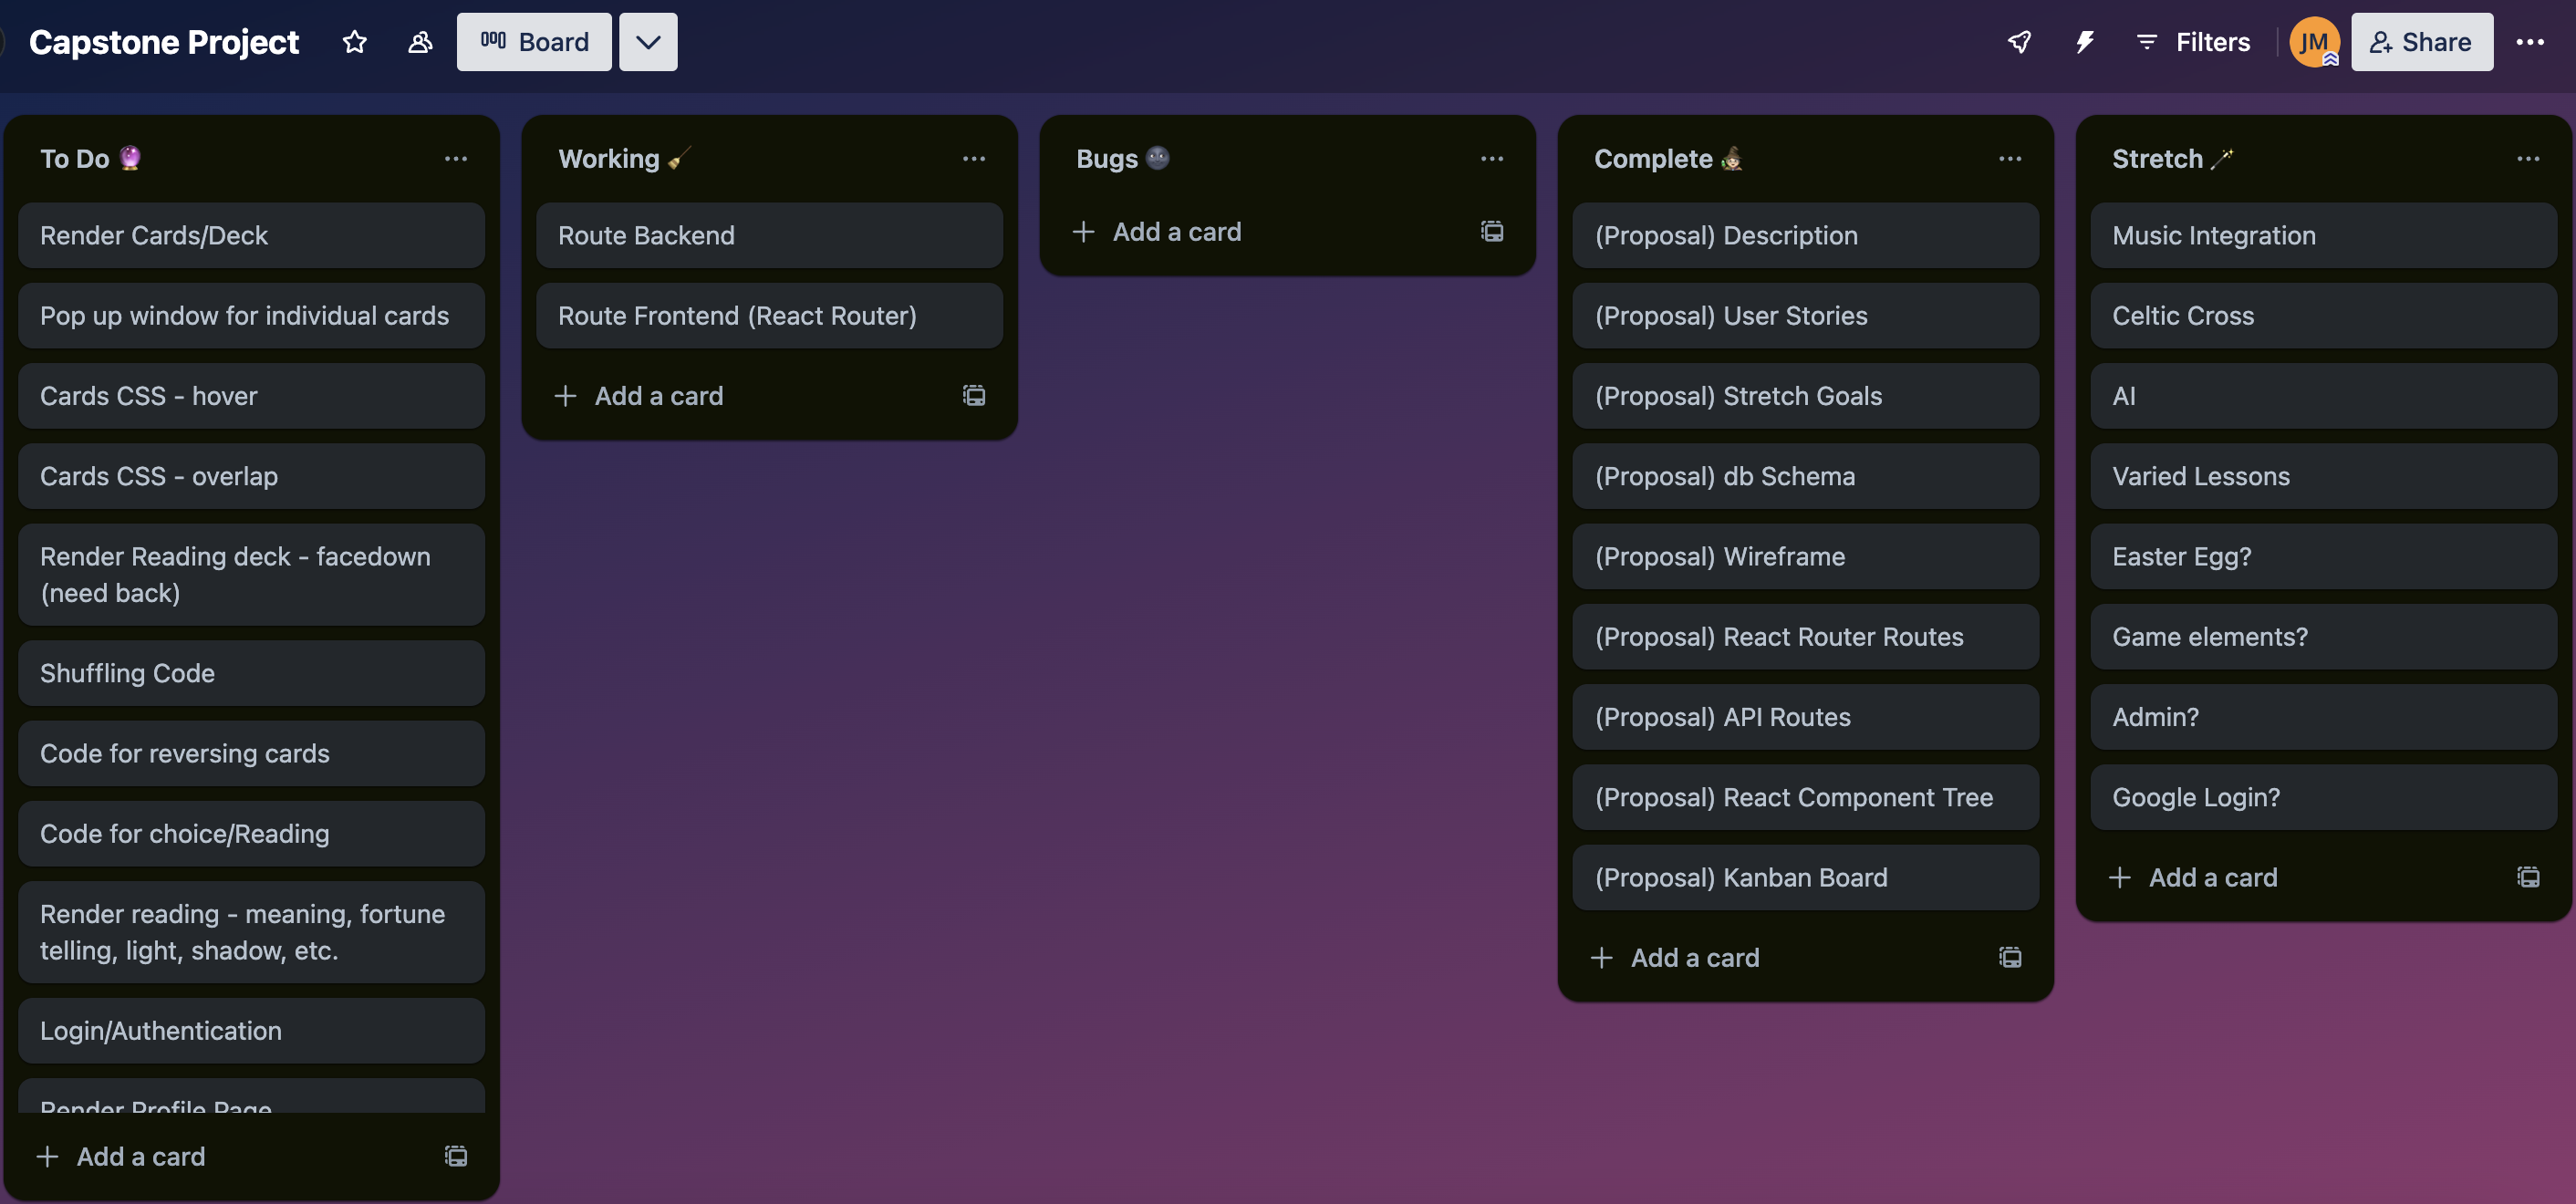 Capstone Project
Board
Filters
JM
Share
To Do
Render Cards/Deck
Pop up window for individual cards
Cards CSS - hover
Cards CSS - overlap
Render Reading deck - facedown
(need back)
Shuffling Code
Code for reversing cards
Code for choice/Reading
Render reading - meaning, fortune
telling, light, shadow, etc.
Login/Authentication
Render Profile Page
Add a card
Working
Route Backend
Route Frontend (React Router)
Add a card
Bugs
Add a card
Complete
(Proposal) Description
(Proposal) User Stories
(Proposal) Stretch Goals
(Proposal) db Schema
(Proposal) Wireframe
(Proposal) React Router Routes
(Proposal) API Routes
(Proposal) React Component Tree
(Proposal) Kanban Board
Add a card
Stretch
Music Integration
Celtic Cross
AI
Varied Lessons
Easter Egg?
Game elements?
Admin?
Google Login?
Add a card